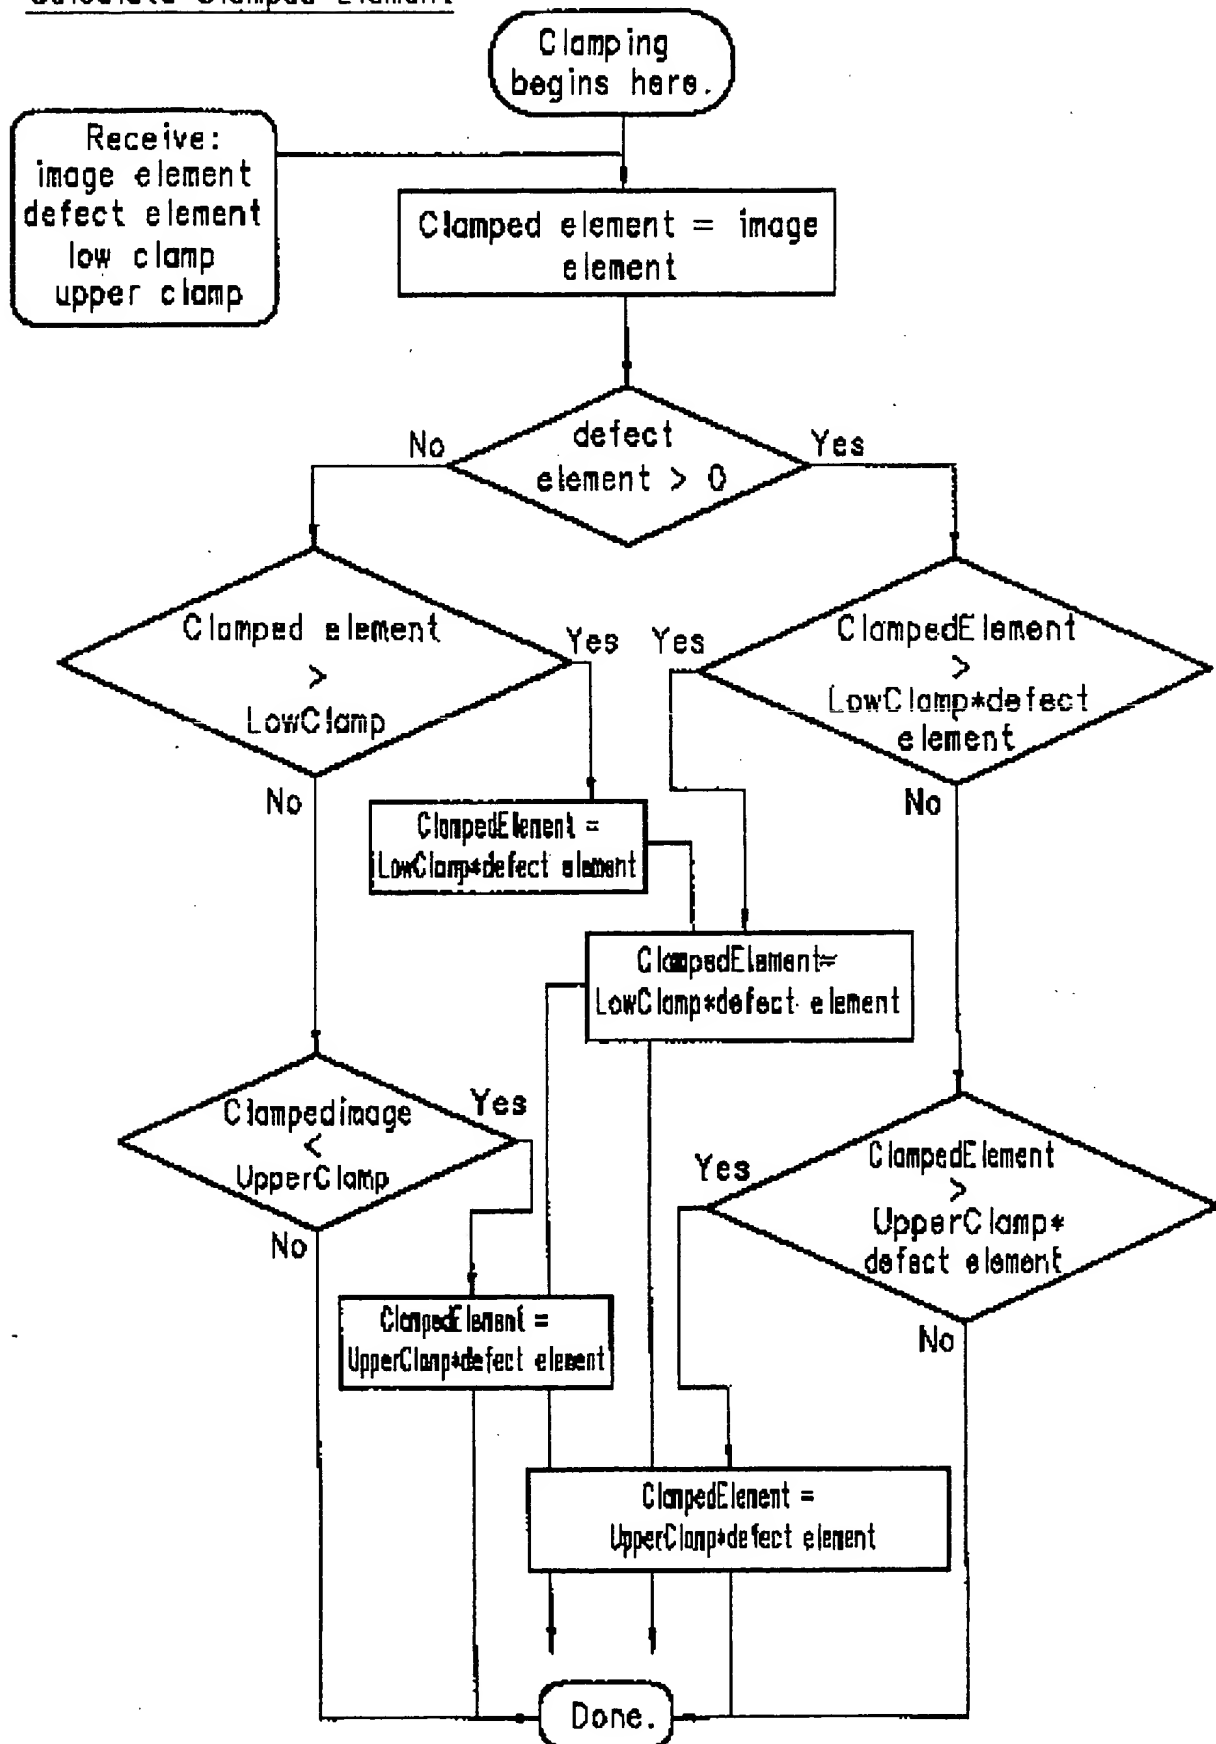 Calculate Clamped Element
Clamping
begins here.
Receive:
image element
defect element
low clamp
upper clamp
Clamped element = image
element
No
defect
element > 0
Yes
Clamped element
>
LowClamp
Yes
Yes
ClampedElement
>
LowClamp*defect
element
No
No
ClampedElement =
LowClamp*defect element
ClampedElement=
LowClamp*defect element
Clampedimage
<
UpperClamp
Yes
Yes
ClampedElement
>
UpperClamp*
defect element
No
No
ClampedElement =
UpperClamp*defect element
ClampedElement =
UpperClamp*defect element
Done.